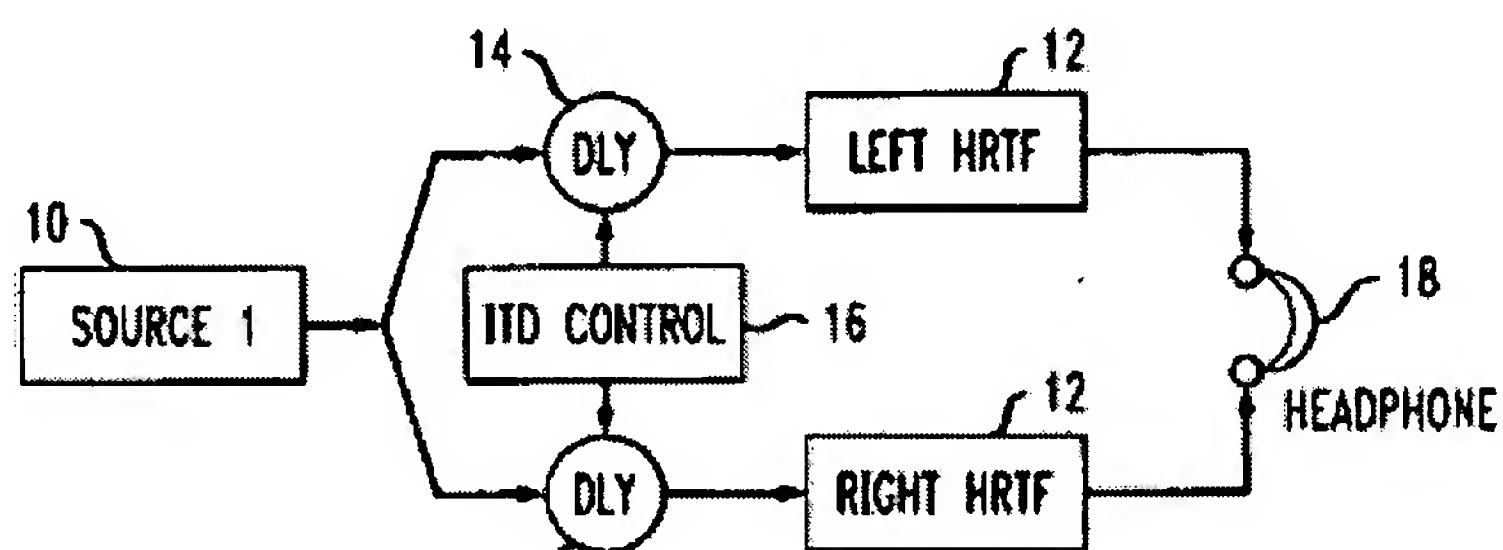 14
12
DLY
LEFT HRTF
10
SOURCE 1
ITD CONTROL
16
18
HEADPHONE
12
DLY
RIGHT HRTF